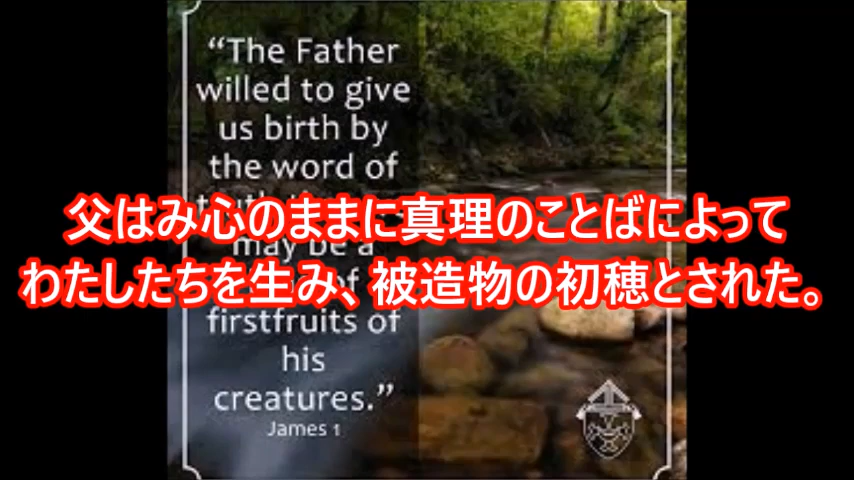 “The Father
willed to give
us birth by
the word of
父はみ心のままに真理のことばによって
may be a
わたしたちを生み、被造物の初穂とされた。
of
firstfruits of
his
creatures.”
James 1